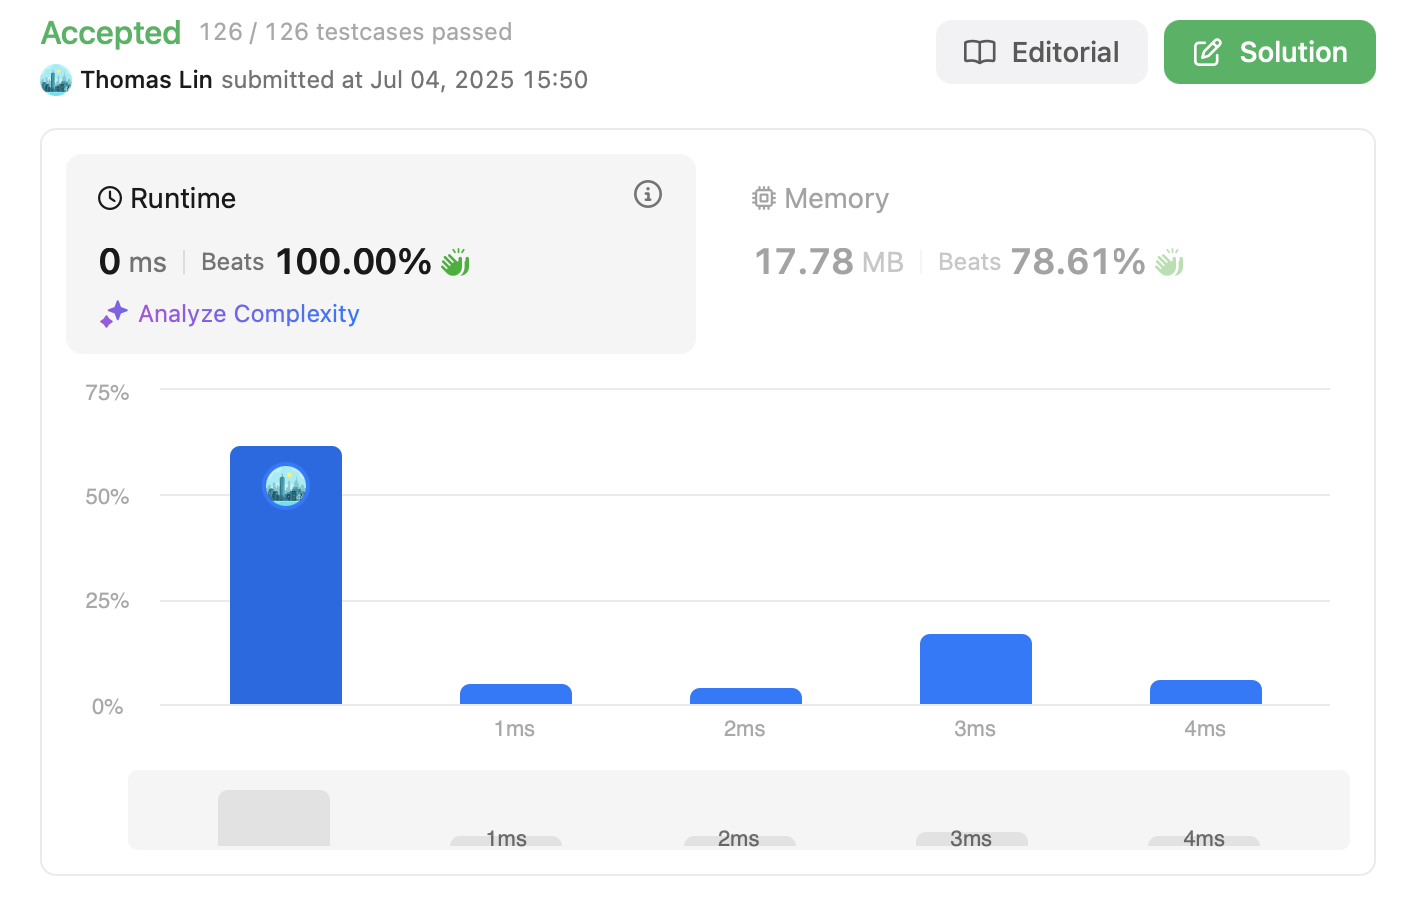 Accepted 126 / 126 testcases passed
Thomas Lin submitted at Jul 04, 2025 15:50
Editorial
Solution
Runtime
0 ms Beats 100.00%
Analyze Complexity
Memory
17.78 MB Beats 78.61%
75%
50%
25%
0%
1ms 2ms 3ms 4ms
1ms 2ms 3ms 4ms